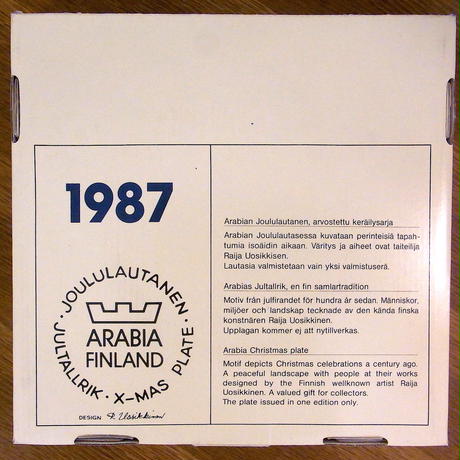 1987
JOULULAUTANEN · JULTALLRIK · X-MAS PLATE ·
ARABIA
FINLAND
DESIGN R. Uosikkinen
Arabian Joululautanen, arvostettu keräilysarja
Arabian Joululautasessa kuvataan perinteisiä tapah-
tumia isoäidin aikaan. Väritys ja aiheet ovat taiteilija
Raija Uosikkisen.
Lautasia valmistetaan vain yksi valmistuserä.
Arabias Jultallrik, en fin samlartradition
Motiv från julfirandet för hundra år sedan. Människor,
miljöer och landskap tecknade av den kända finska
konstnären Raija Uosikkinen.
Upplagan kommer ej att nytillverkas.
Arabia Christmas plate
Motif depicts Christmas celebrations a century ago.
A peaceful landscape with people at their works
designed by the Finnish wellknown artist Raija
Uosikkinen. A valued gift for collectors.
The plate issued in one edition only.